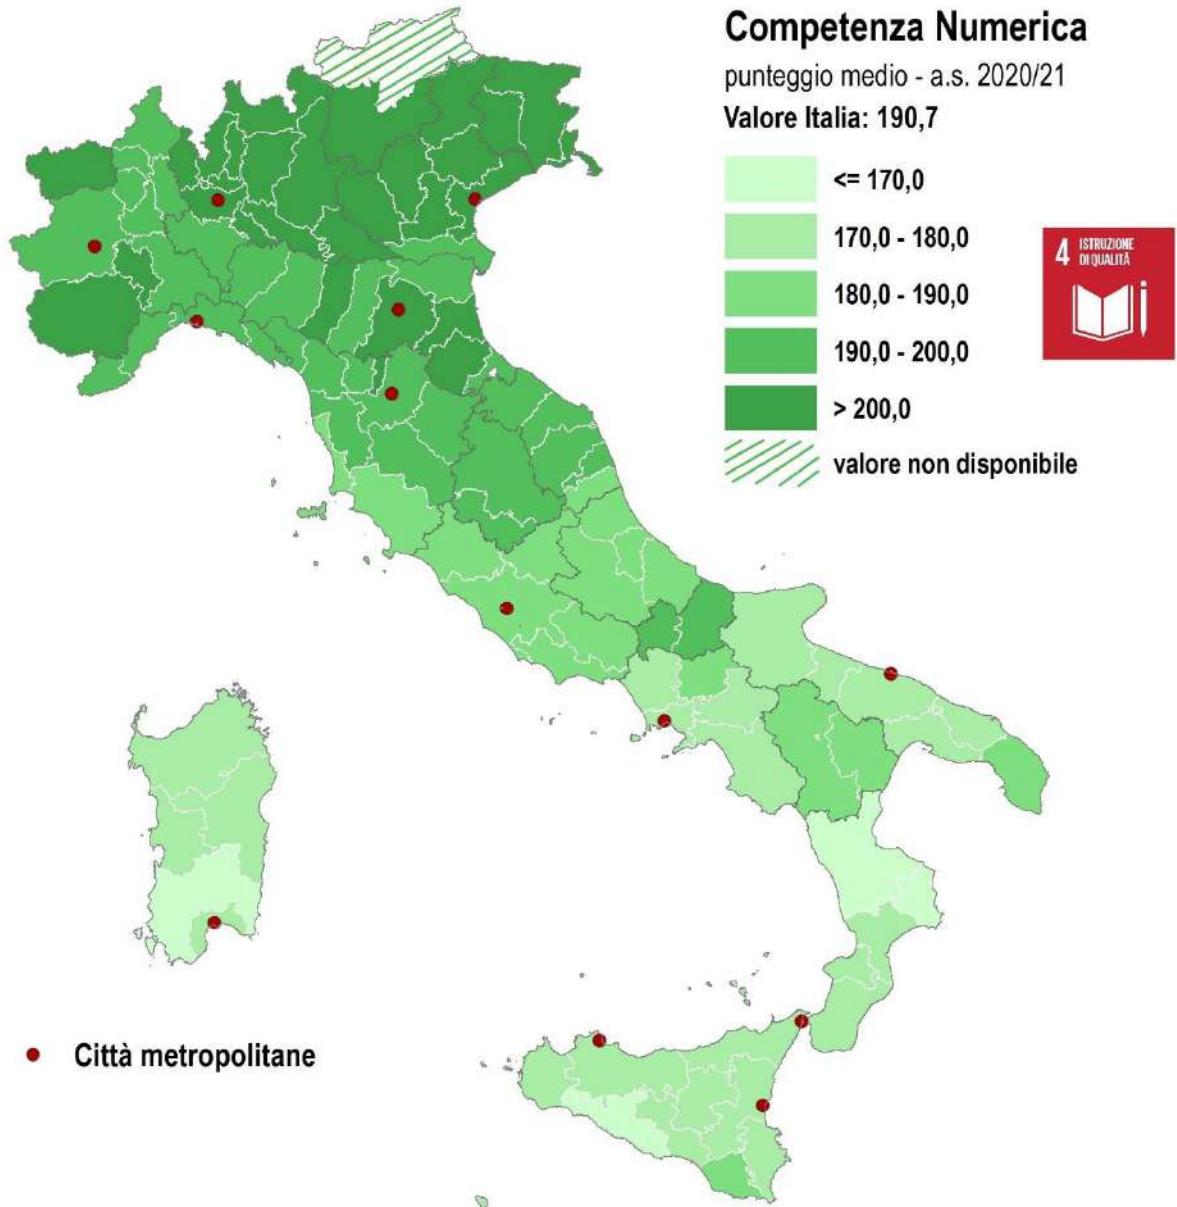 Competenza Numerica
punteggio medio - a.s. 2020/21
Valore Italia: 190,7
<= 170,0
170,0 - 180,0
180,0 - 190,0
190,0 - 200,0
> 200,0
valore non disponibile
4 ISTRUZIONE
DI QUALITÀ
Città metropolitane